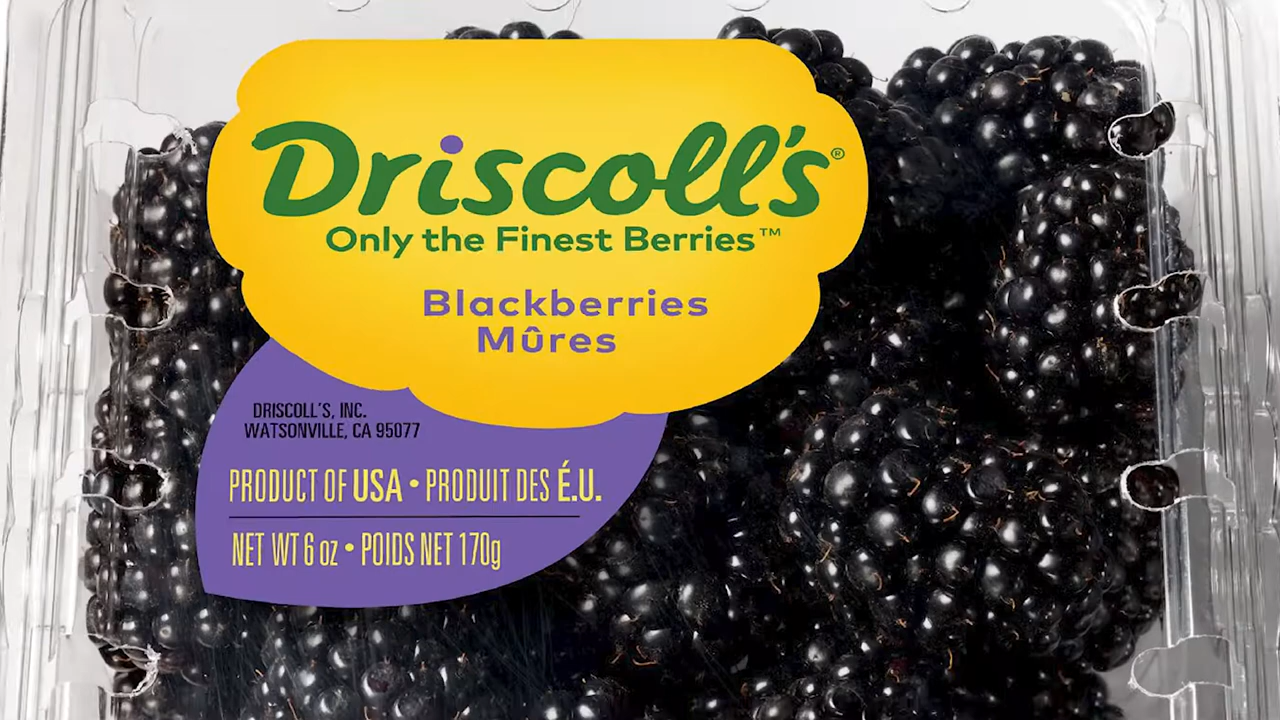 Driscoll's®
Only the Finest Berries™
Blackberries
Mûres
DRISCOLL'S, INC.
WATSONVILLE, CA 95077
PRODUCT OF USA • PRODUIT DES É.U.
NET WT 6 oz • POIDS NET 170g